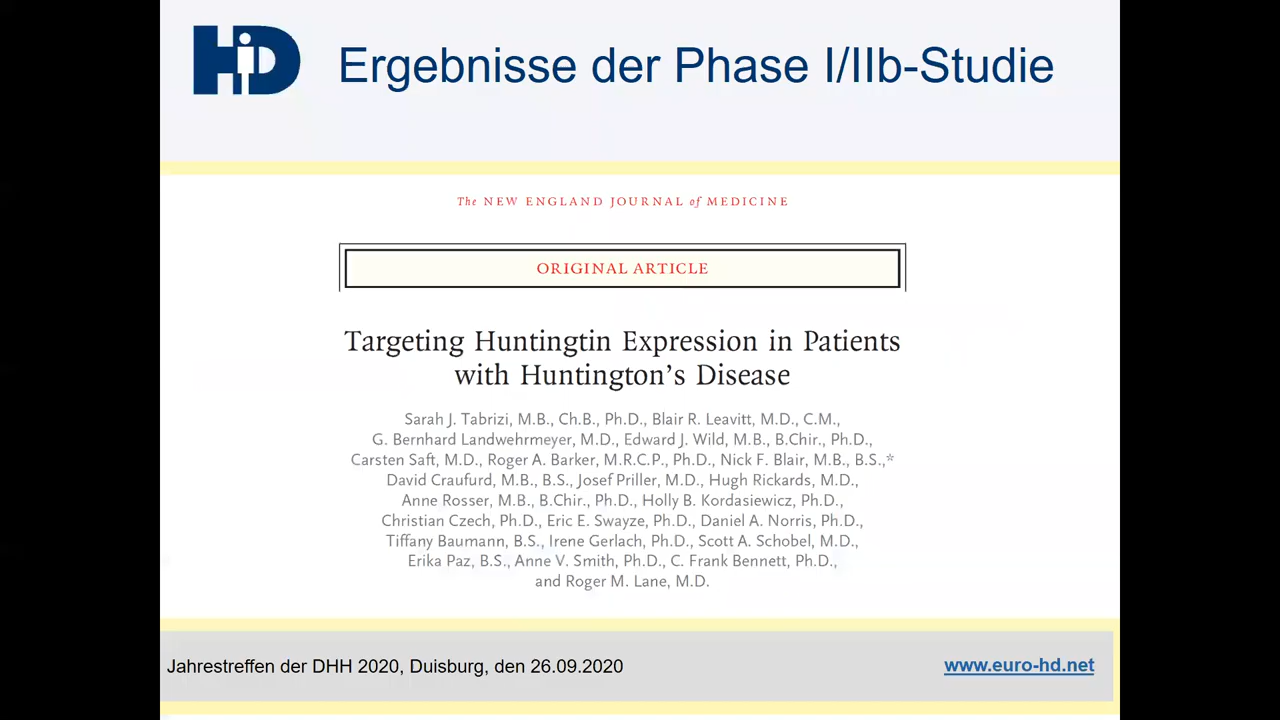 HD Ergebnisse der Phase I/IIb-Studie
The NEW ENGLAND JOURNAL of MEDICINE
ORIGINAL ARTICLE
Targeting Huntingtin Expression in Patients
with Huntington's Disease
Sarah J. Tabrizi, M.B., Ch.B., Ph.D., Blair R. Leavitt, M.D., C.M.,
G. Bernhard Landwehrmeyer, M.D., Edward J. Wild, M.B., B.Chir., Ph.D.,
Carsten Saft, M.D., Roger A. Barker, M.R.C.P., Ph.D., Nick F. Blair, M.B., B.S.,*
David Craufurd, M.B., B.S., Josef Priller, M.D., Hugh Rickards, M.D.,
Anne Rosser, M.B., B.Chir., Ph.D., Holly B. Kordasiewicz, Ph.D.,
Christian Czech, Ph.D., Eric E. Swayze, Ph.D., Daniel A. Norris, Ph.D.,
Tiffany Baumann, B.S., Irene Gerlach, Ph.D., Scott A. Schobel, M.D.,
Erika Paz, B.S., Anne V. Smith, Ph.D., C. Frank Bennett, Ph.D.,
and Roger M. Lane, M.D.
Jahrestreffen der DHH 2020, Duisburg, den 26.09.2020
www.euro-hd.net